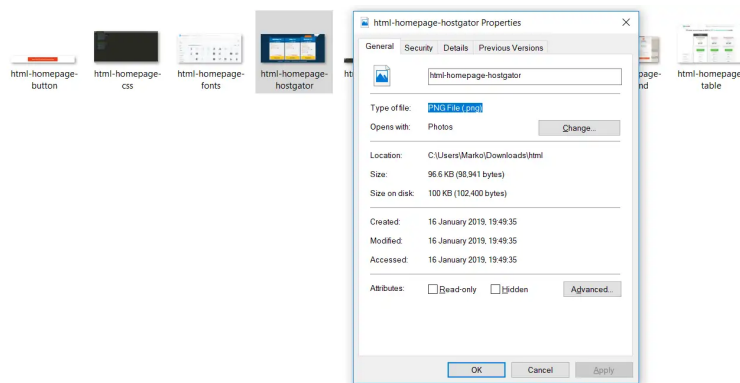 html-homepage-button
html-homepage-css
html-homepage-fonts
html-homepage-hostgator
html-homepage-table
html-homepage-hostgator Properties
General Security Details Previous Versions
html-homepage-hostgator
Type of file: PNG File (.png)
Opens with: Photos Change...
Location: C:\Users\Marko\Downloads\html
Size: 96.6 KB (98,941 bytes)
Size on disk: 100 KB (102,400 bytes)
Created: 16 January 2019, 19:49:35
Modified: 16 January 2019, 19:49:35
Accessed: 16 January 2019, 19:49:35
Attributes: Read-only Hidden Advanced...
OK Cancel Apply